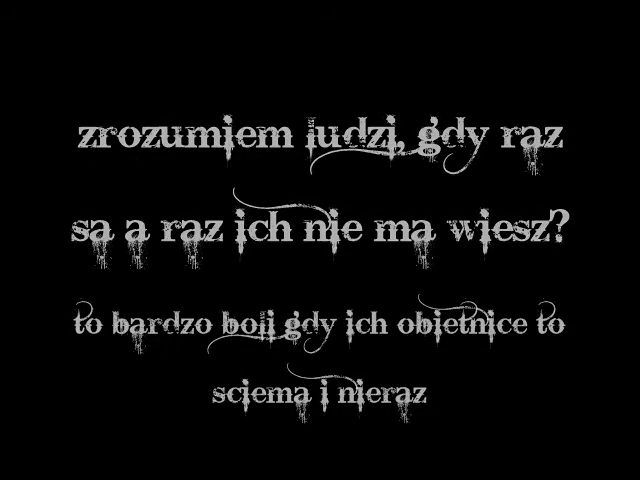 zrozumiem ludzi, gdy raz
sa a raz ich nie ma wiesz?
to bardzo boli gdy ich obietnice to
sciema i nieraz